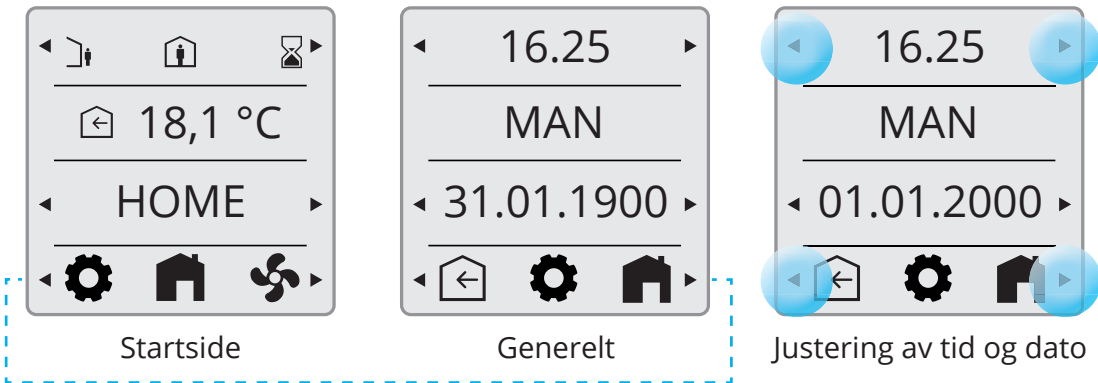 18,1 °C
HOME
Startside
16.25
MAN
31.01.1900
Generelt
16.25
MAN
01.01.2000
Justering av tid og dato